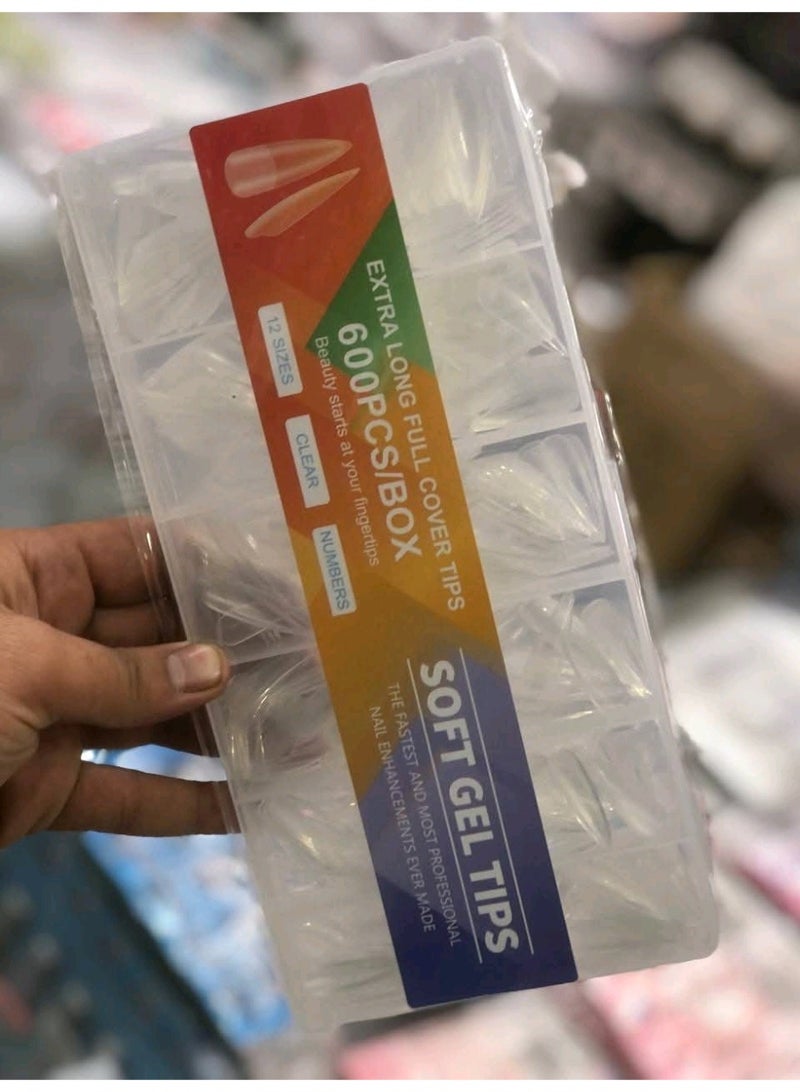 EXTRA LONG FULL COVER TIPS
600PCS/BOX
Beauty starts at your fingertips
12 SIZES
CLEAR
NUMBERS
SOFT GEL TIPS
THE FASTEST AND MOST PROFESSIONAL
NAIL ENHANCEMENTS EVER MADE